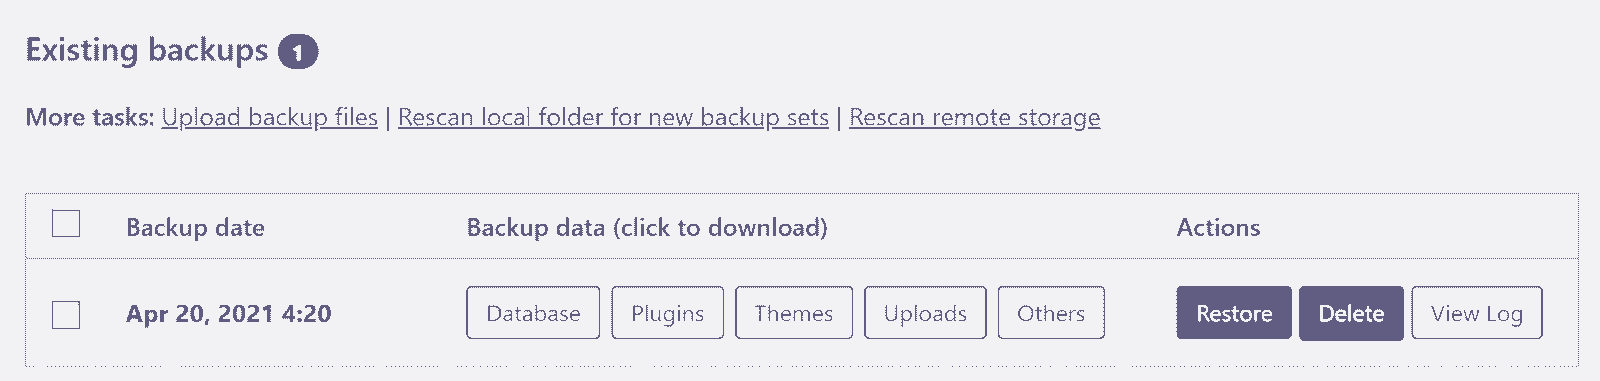 Existing backups 1
More tasks: Upload backup files | Rescan local folder for new backup sets | Rescan remote storage
Backup date Backup data (click to download) Actions
Apr 20, 2021 4:20 Database Plugins Themes Uploads Others Restore Delete View Log